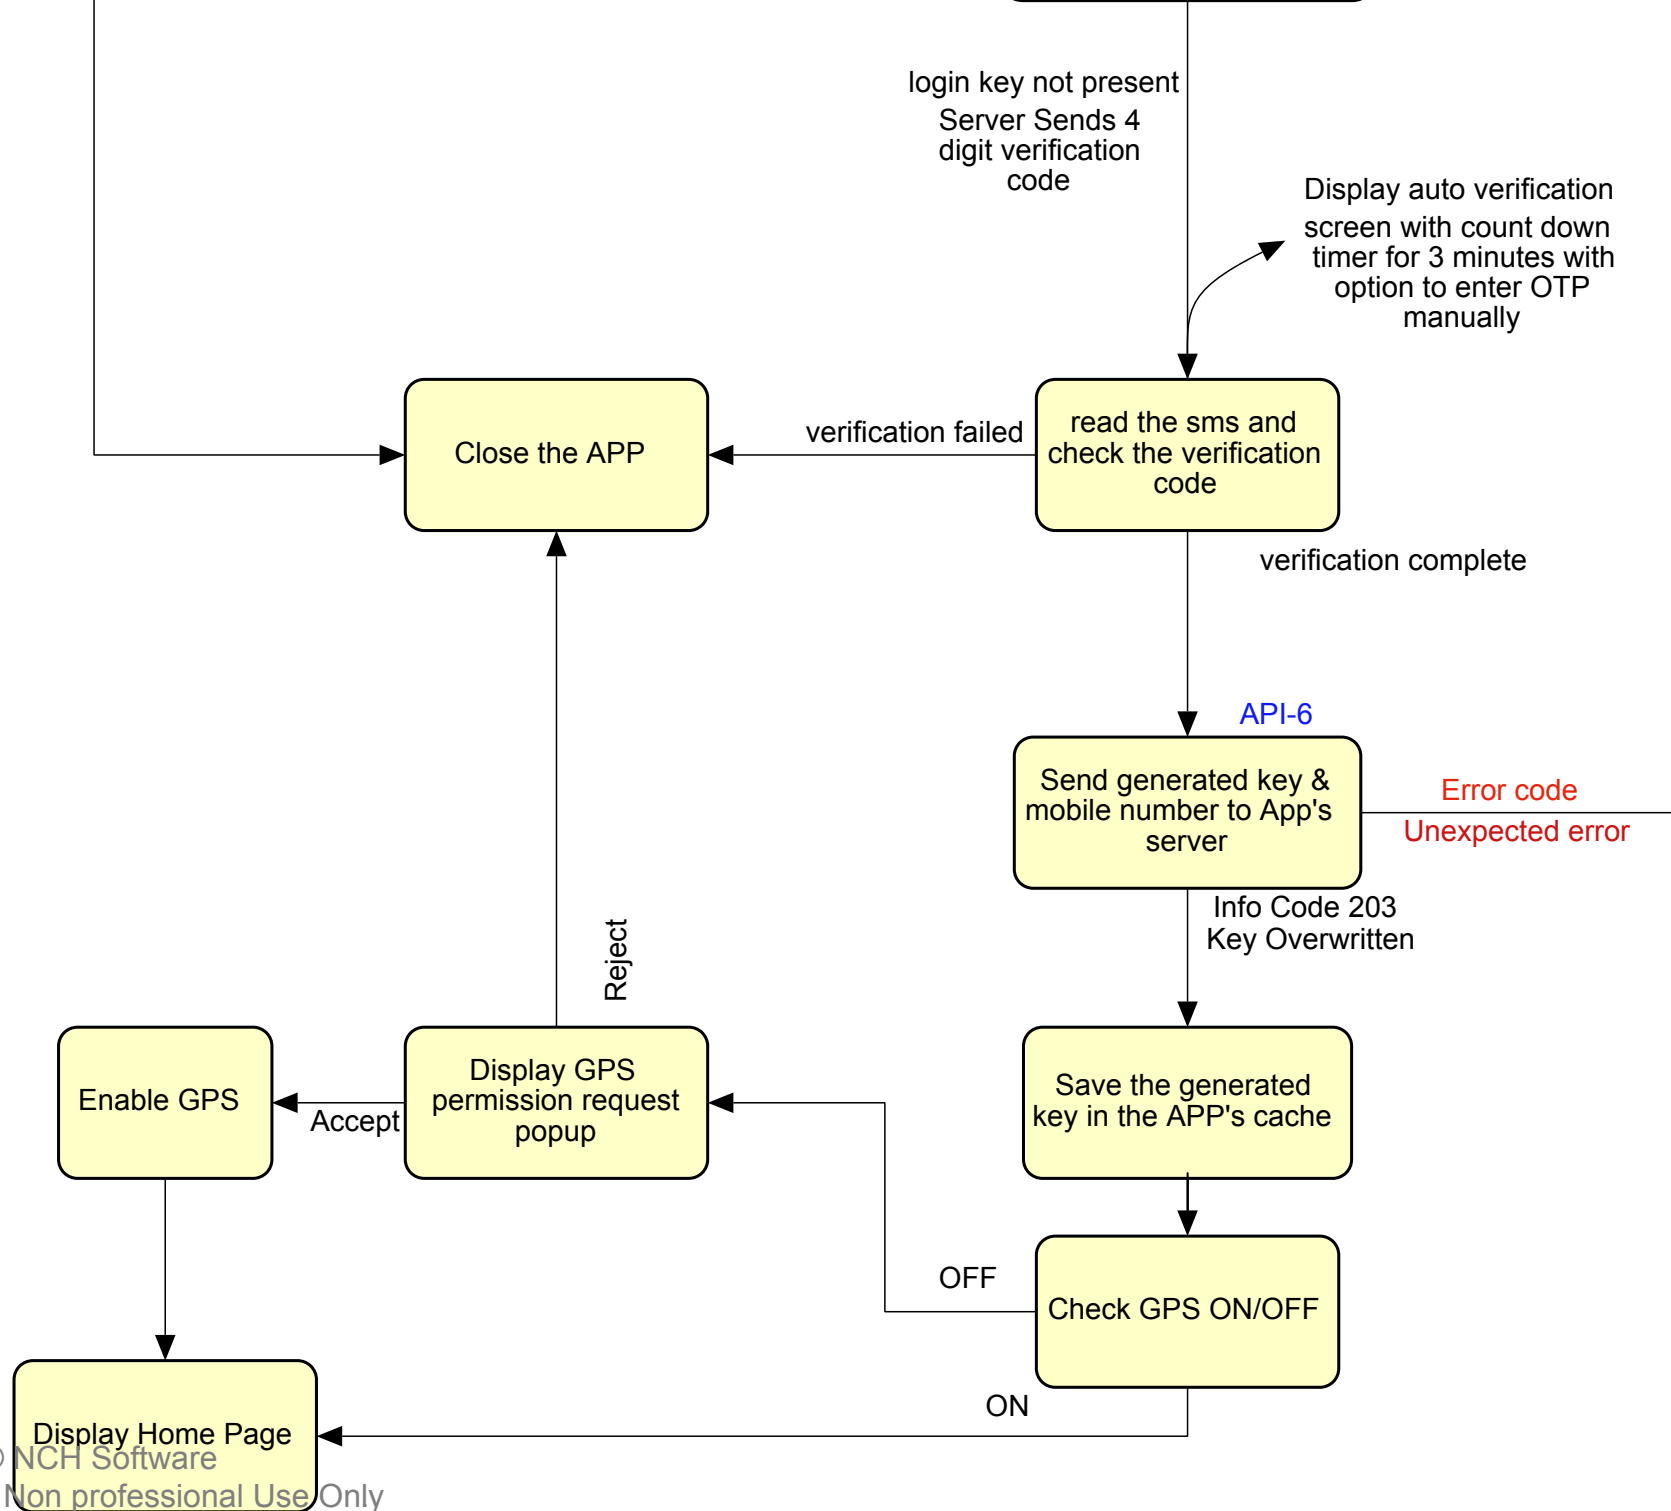 login key not present
Server Sends 4
digit verification
code
Display auto verification
screen with count down
timer for 3 minutes with
option to enter OTP
manually
Close the APP
verification failed
read the sms and
check the verification
code
verification complete
API-6
Send generated key &
mobile number to App's
server
Error code
Unexpected error
Info Code 203
Key Overwritten
Reject
Enable GPS
Accept
Display GPS
permission request
popup
Save the generated
key in the APP's cache
OFF
Check GPS ON/OFF
ON
Display Home Page
© NCH Software
Non professional Use Only